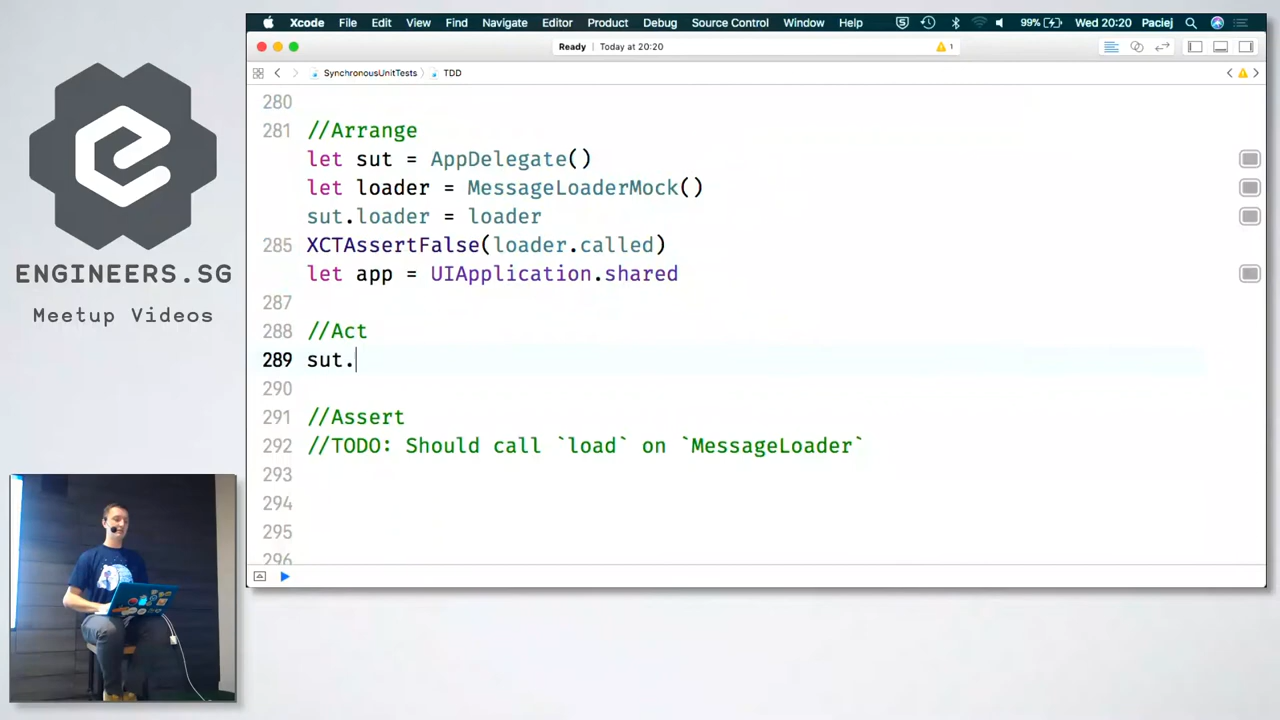 ENGINEERS.SG
Meetup Videos
Xcode File Edit View Find Navigate Editor Product Debug Source Control Window Help 99% Wed 20:20 Paciej
Ready | Today at 20:20
1
SynchronousUnitTests TDD
280
281 //Arrange
let sut = AppDelegate()
let loader = MessageLoaderMock()
sut.loader = loader
285 XCTAssertFalse(loader.called)
let app = UIApplication.shared
287
288 //Act
289 sut.
290
291 //Assert
292 //TODO: Should call `load` on `MessageLoader`
293
294
295
296